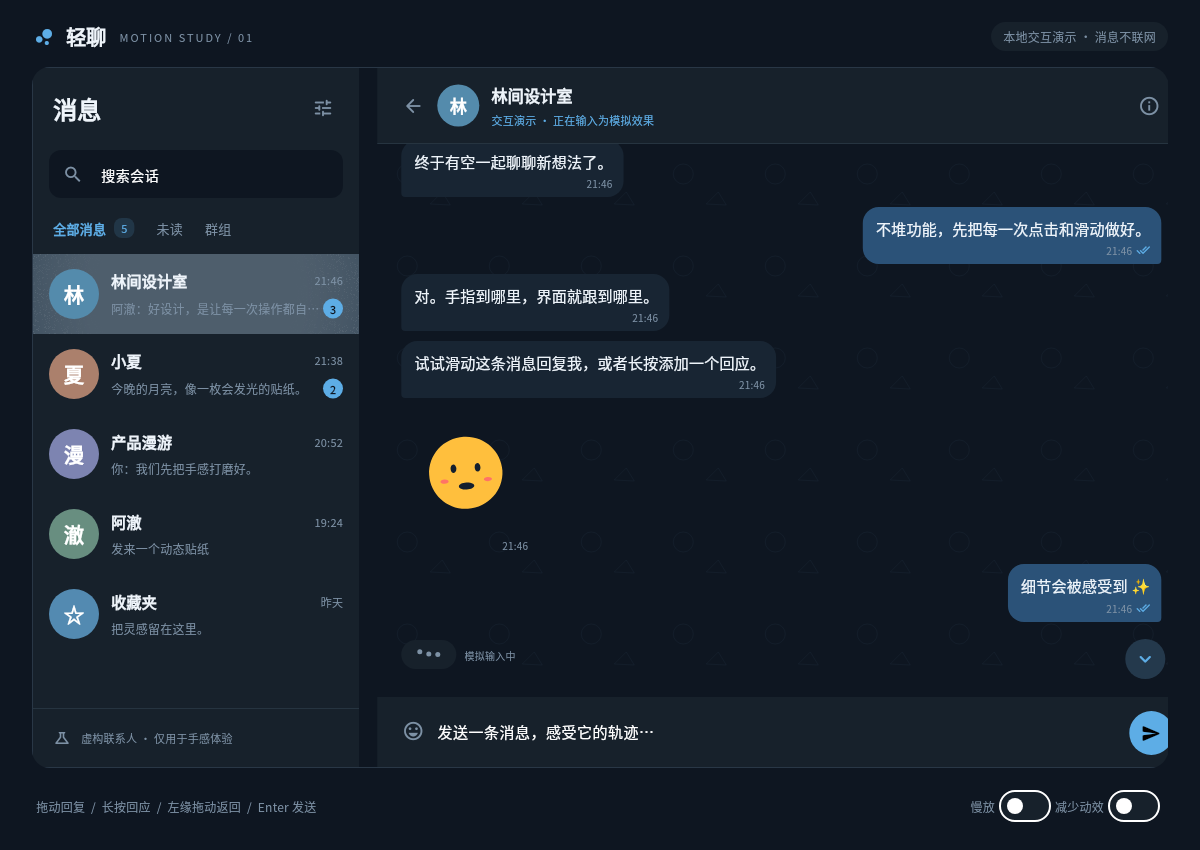 轻聊 MOTION STUDY / 01
本地交互演示 · 消息不联网
消息
搜索会话
全部消息 5 未读 群组
林 林间设计室 21:46
阿澈：好设计，是让每一次操作都自… 3
夏 小夏 21:38
今晚的月亮，像一枚会发光的贴纸。 2
漫 产品漫游 20:52
你：我们先把手感打磨好。
澈 阿澈 19:24
发来一个动态贴纸
收藏夹 昨天
把灵感留在这里。
虚构联系人 · 仅用于手感体验
林 林间设计室
交互演示 · 正在输入为模拟效果
终于有空一起聊聊新想法了。
21:46
不堆功能，先把每一次点击和滑动做好。
21:46
对。手指到哪里，界面就跟到哪里。
21:46
试试滑动这条消息回复我，或者长按添加一个回应。
21:46
21:46
细节会被感受到 ✨
21:46
模拟输入中
发送一条消息，感受它的轨迹…
拖动回复 / 长按回应 / 左缘拖动返回 / Enter 发送
慢放 减少动效